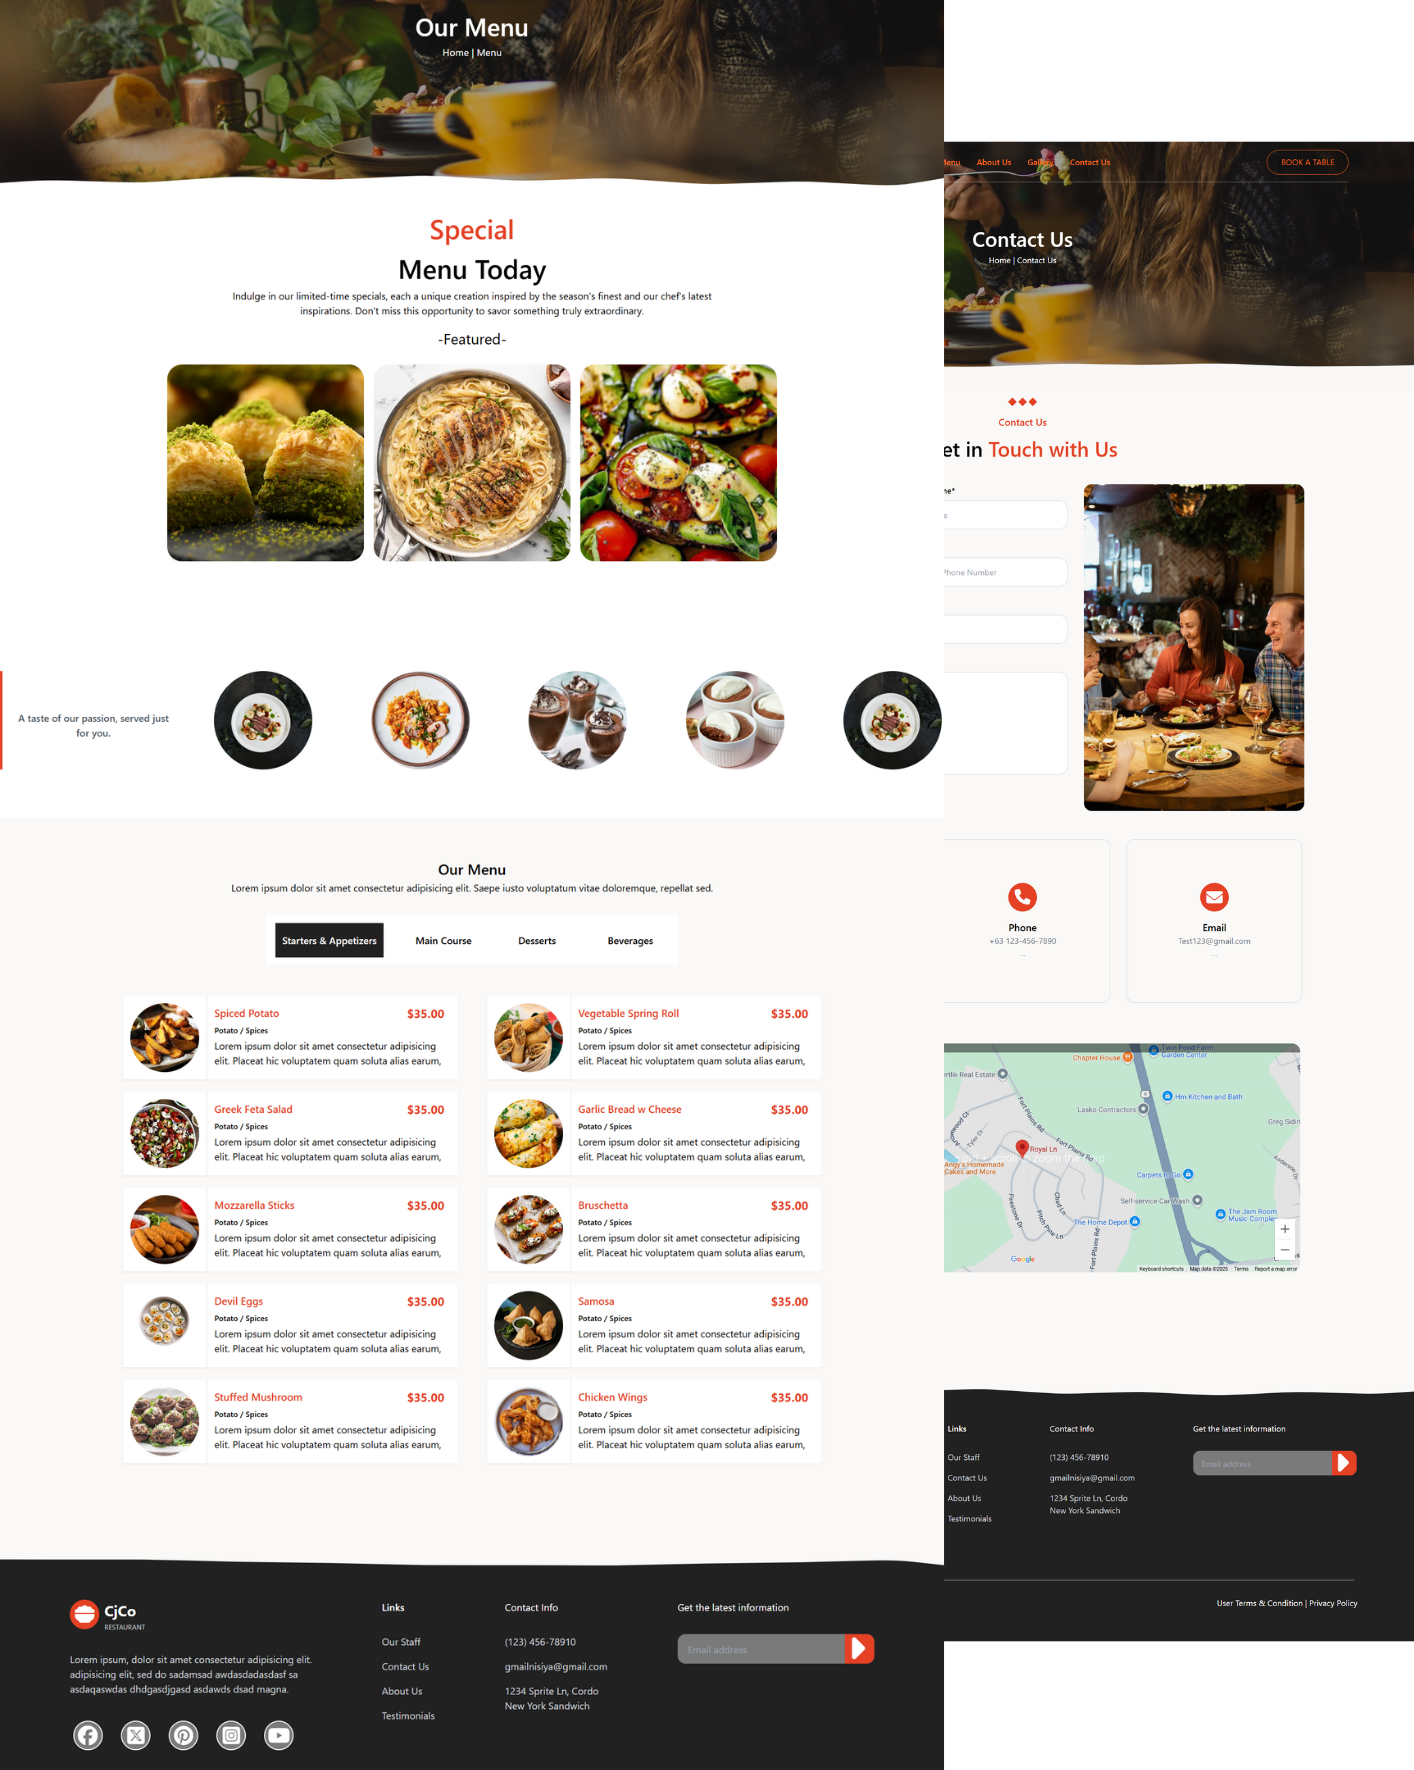 Our Menu
Home | Menu
Special
Menu Today
Indulge in our limited-time specials, each a unique creation inspired by the season's finest and our chef's latest
inspirations. Don't miss this opportunity to savor something truly extraordinary.
-Featured-
A taste of our passion, served just
for you.
Our Menu
Lorem ipsum dolor sit amet consectetur adipisicing elit. Saepe iusto voluptatum vitae doloremque, repellat sed.
Starters & Appetizers
Main Course
Desserts
Beverages
Spiced Potato $35.00
Potato / Spices
Lorem ipsum dolor sit amet consectetur adipisicing
elit. Placeat hic voluptatem quam soluta alias earum,
Vegetable Spring Roll $35.00
Potato / Spices
Lorem ipsum dolor sit amet consectetur adipisicing
elit. Placeat hic voluptatem quam soluta alias earum,
Greek Feta Salad $35.00
Potato / Spices
Lorem ipsum dolor sit amet consectetur adipisicing
elit. Placeat hic voluptatem quam soluta alias earum,
Garlic Bread w Cheese $35.00
Potato / Spices
Lorem ipsum dolor sit amet consectetur adipisicing
elit. Placeat hic voluptatem quam soluta alias earum,
Mozzarella Sticks $35.00
Potato / Spices
Lorem ipsum dolor sit amet consectetur adipisicing
elit. Placeat hic voluptatem quam soluta alias earum,
Bruschetta $35.00
Potato / Spices
Lorem ipsum dolor sit amet consectetur adipisicing
elit. Placeat hic voluptatem quam soluta alias earum,
Devil Eggs $35.00
Potato / Spices
Lorem ipsum dolor sit amet consectetur adipisicing
elit. Placeat hic voluptatem quam soluta alias earum,
Samosa $35.00
Potato / Spices
Lorem ipsum dolor sit amet consectetur adipisicing
elit. Placeat hic voluptatem quam soluta alias earum,
Stuffed Mushroom $35.00
Potato / Spices
Lorem ipsum dolor sit amet consectetur adipisicing
elit. Placeat hic voluptatem quam soluta alias earum,
Chicken Wings $35.00
Potato / Spices
Lorem ipsum dolor sit amet consectetur adipisicing
elit. Placeat hic voluptatem quam soluta alias earum,
CjCo
RESTAURANT
Lorem ipsum, dolor sit amet consectetur adipisicing elit.
adipisicing elit, sed do sadamsad awdasdadasdasf sa
asdaqaswdas dhdgasdjgasd asdawds dsad magna.
Links
Our Staff
Contact Us
About Us
Testimonials
Contact Info
(123) 456-78910
gmailnisiya@gmail.com
1234 Sprite Ln, Cordo
New York Sandwich
Get the latest information
Email address
About Us
Gallery
Contact Us
BOOK A TABLE
Contact Us
Home | Contact Us
Contact Us
et in Touch with Us
me*
Phone Number
Phone
+63 123-456-7890
...
Email
Test123@gmail.com
...
Twin Pond Farm
Garden Center
Chapter House
rtlik Real Estate
Hm Kitchen and Bath
Lasko Contractors
Greg Sidin
Fort Plains Rd
Tyler Ct
Fort Plains Rd
Royal Ln
Angy's Homemade
Cakes and More
Anderson Dr
Carpets to Go
Self-service Car Wash
Firestone Dr
Chad Ln
Pitch Pine Ln
The Home Depot
The Jam Room
Music Complex
Fort Plains Rd
Google
Keyboard shortcuts Map data ©2025 Terms Report a map error
Links
Our Staff
Contact Us
About Us
Testimonials
Contact Info
(123) 456-78910
gmailnisiya@gmail.com
1234 Sprite Ln, Cordo
New York Sandwich
Get the latest information
Email address
User Terms & Condition | Privacy Policy